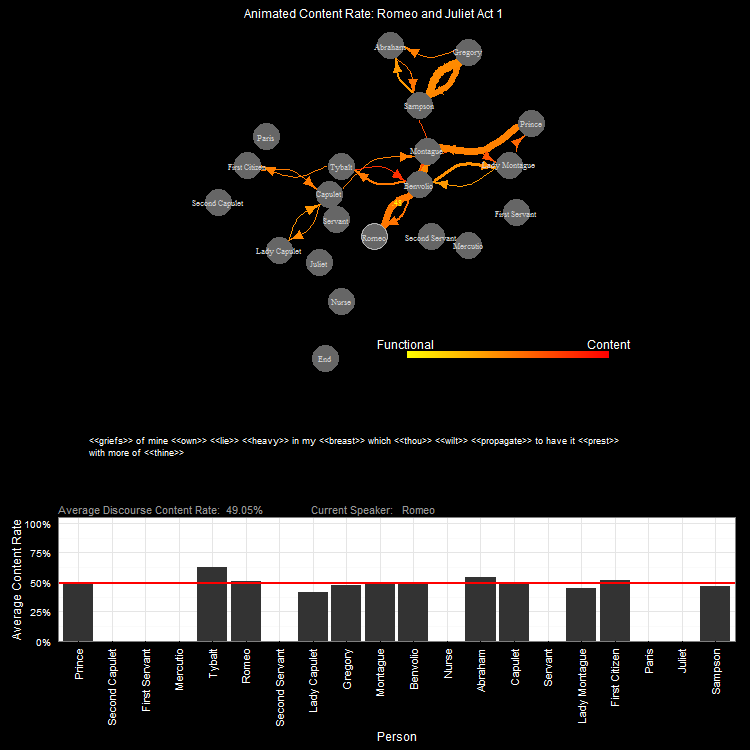 Animated Content Rate: Romeo and Juliet Act 1
Abraham
Gregory
Sampson
Prince
Paris
Montague
First Citizen
Tybalt
Lady Montague
Benvolio
Capulet
Second Capulet
48
First Servant
Servant
Romeo
Second Servant
Mercutio
Lady Capulet
Juliet
Nurse
Functional
Content
End
<<griefs>> of mine <<own>> <<lie>> <<heavy>> in my <<breast>> which <<thou>> <<wilt>> <<propagate>> to have it <<prest>>
with more of <<thine>>
Average Discourse Content Rate: 49.05%
Current Speaker: Romeo
Average Content Rate
100%
75%
50%
25%
0%
Prince
Second Capulet
First Servant
Mercutio
Tybalt
Romeo
Second Servant
Lady Capulet
Gregory
Montague
Benvolio
Nurse
Abraham
Capulet
Servant
Lady Montague
First Citizen
Paris
Juliet
Sampson
Person